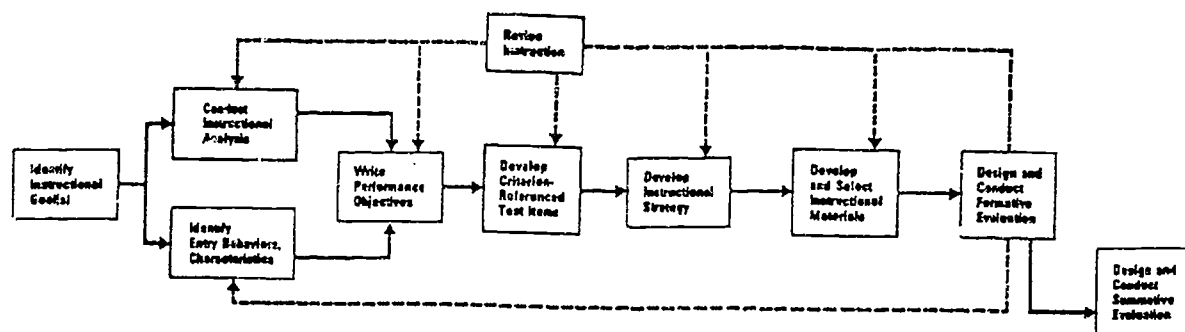 Revise
Instruction
Conduct
Instructional
Analysis
Identify
Instructional
Goal(s)
Write
Performance
Objectives
Develop
Criterion-
Referenced
Test Items
Develop
Instructional
Strategy
Develop
and Select
Instructional
Materials
Design and
Conduct
Formative
Evaluation
Identify
Entry Behaviors,
Characteristics
Design and
Conduct
Summative
Evaluation